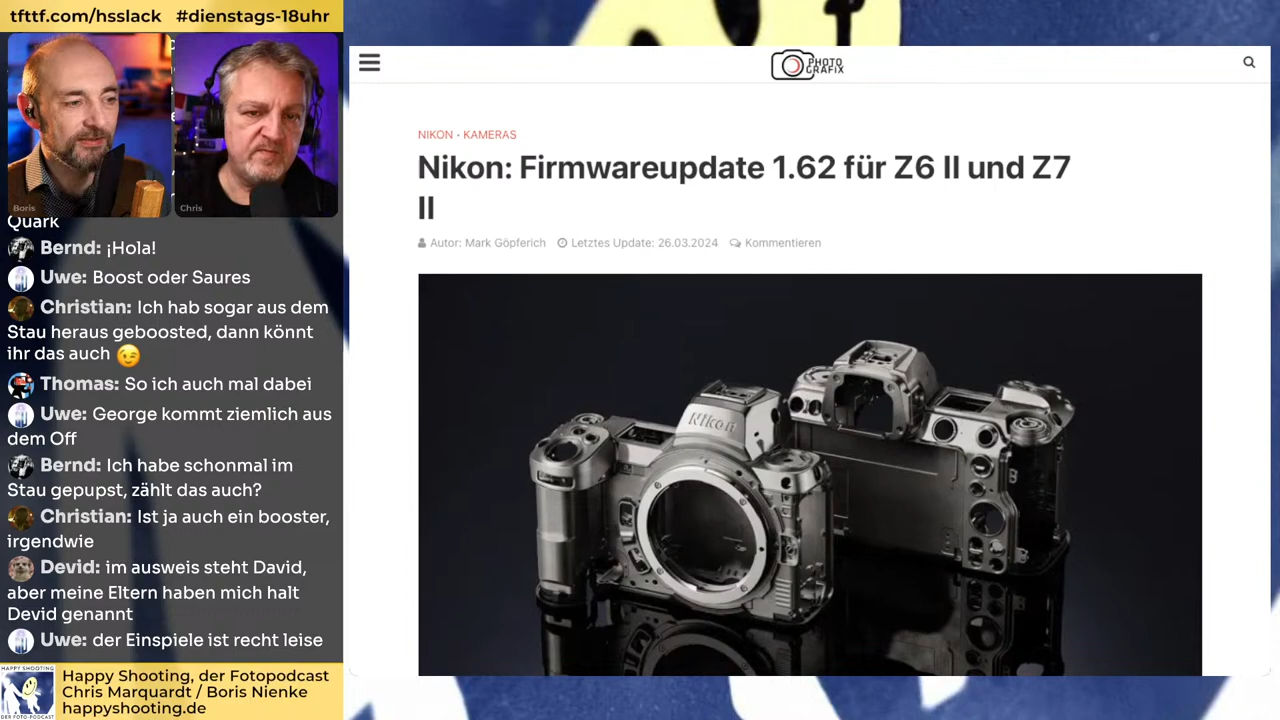 tfttf.com/hsslack #dienstags-18uhr
Boris
Chris
Quark
Bernd: ¡Hola!
Uwe: Boost oder Saures
Christian: Ich hab sogar aus dem
Stau heraus geboosted, dann könnt
ihr das auch 😉
Thomas: So ich auch mal dabei
Uwe: George kommt ziemlich aus
dem Off
Bernd: Ich habe schonmal im
Stau gepupst, zählt das auch?
Christian: Ist ja auch ein booster,
irgendwie
Devid: im ausweis steht David,
aber meine Eltern haben mich halt
Devid genannt
Uwe: der Einspiele ist recht leise
HAPPY SHOOTING
DER FOTO-PODCAST
Happy Shooting, der Fotopodcast
Chris Marquardt / Boris Nienke
happyshooting.de
PHOTO
GRAFIX
NIKON • KAMERAS
Nikon: Firmwareupdate 1.62 für Z6 II und Z7
II
Autor: Mark Göpferich Letztes Update: 26.03.2024 Kommentieren
Nikon